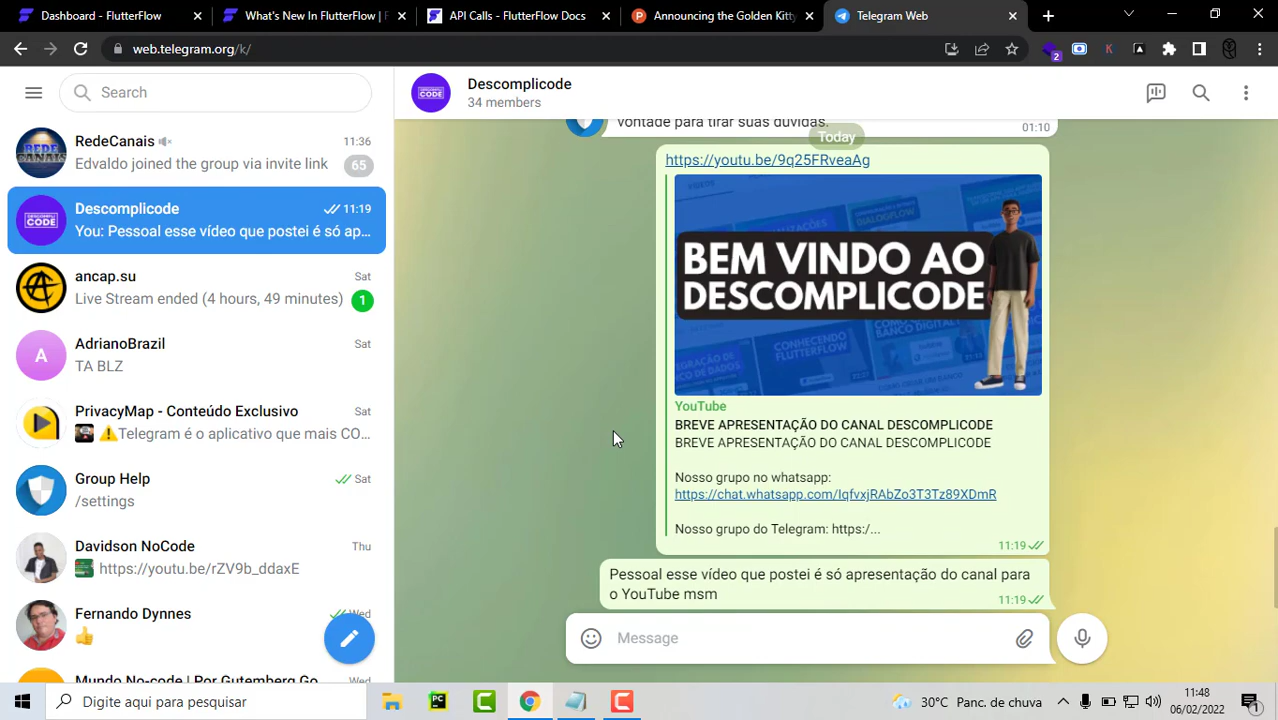 Dashboard - FlutterFlow
What's New In FlutterFlow | F
API Calls - FlutterFlow Docs
Announcing the Golden Kitty
Telegram Web
web.telegram.org/k/
2
K
Search
Descomplicode
34 members
RedeCanais 11:36
Edvaldo joined the group via invite link 65
Descomplicode 11:19
You: Pessoal esse vídeo que postei é só ap...
ancap.su Sat
Live Stream ended (4 hours, 49 minutes) 1
A
AdrianoBrazil Sat
TA BLZ
PrivacyMap - Conteúdo Exclusivo Sat
Telegram é o aplicativo que mais CO...
Group Help Sat
/settings
Davidson NoCode Thu
https://youtu.be/rZV9b_ddaxE
Fernando Dynnes Wed
Mundo No-code | Por Gutemberg Go Wed
vontade para tirar suas dúvidas.
01:10
Today
https://youtu.be/9q25FRveaAg
BEM VINDO AO
DESCOMPLICODE
YouTube
BREVE APRESENTAÇÃO DO CANAL DESCOMPLICODE
BREVE APRESENTAÇÃO DO CANAL DESCOMPLICODE
Nosso grupo no whatsapp:
https://chat.whatsapp.com/IqfvxjRAbZo3T3Tz89XDmR
Nosso grupo do Telegram: https:/...
11:19
Pessoal esse vídeo que postei é só apresentação do canal para
o YouTube msm
11:19
Message
Digite aqui para pesquisar
30°C Panc. de chuva
11:48
06/02/2022
1